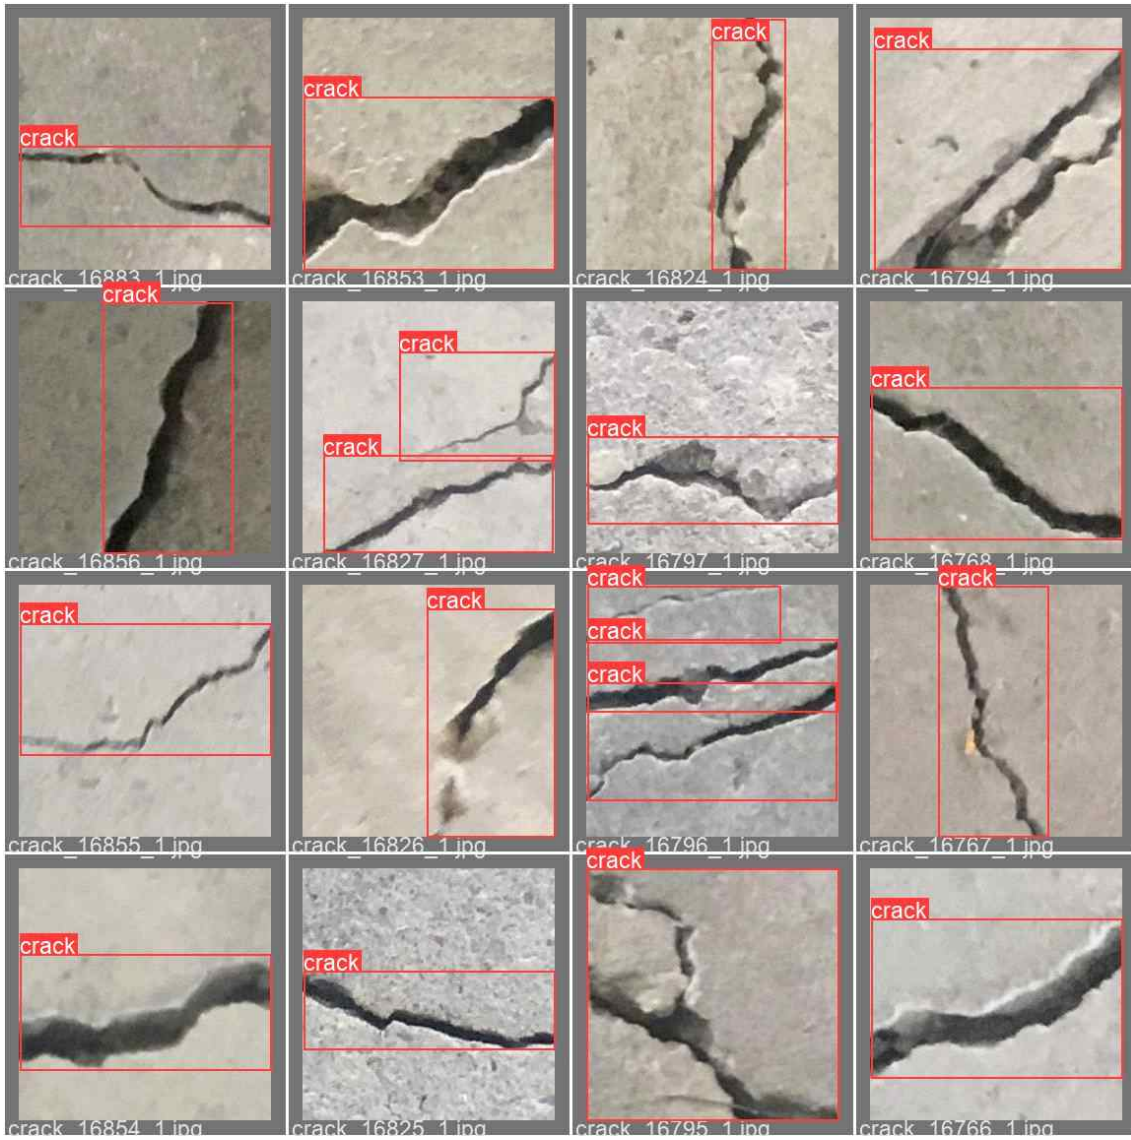 crack
crack
crack
crack
crack_16883_1.jpg
crack_16853_1.jpg
crack_16824_1.jpg
crack_16794_1.jpg
crack
crack
crack
crack
crack
crack_16856_1.jpg
crack_16827_1.jpg
crack_16797_1.jpg
crack_16768_1.jpg
crack
crack
crack
crack
crack
crack
crack_16855_1.jpg
crack_16826_1.jpg
crack_16796_1.jpg
crack_16767_1.jpg
crack
crack
crack
crack
crack_16854_1.jpg
crack_16825_1.jpg
crack_16795_1.jpg
crack_16766_1.jpg